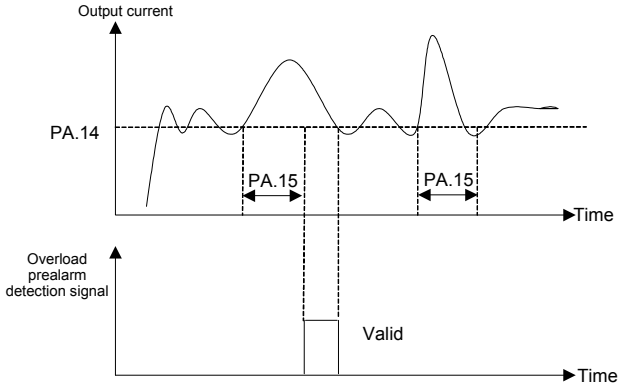 Output current
PA.14
PA.15
PA.15
Time
Overload
prealarm
detection signal
Valid
Time